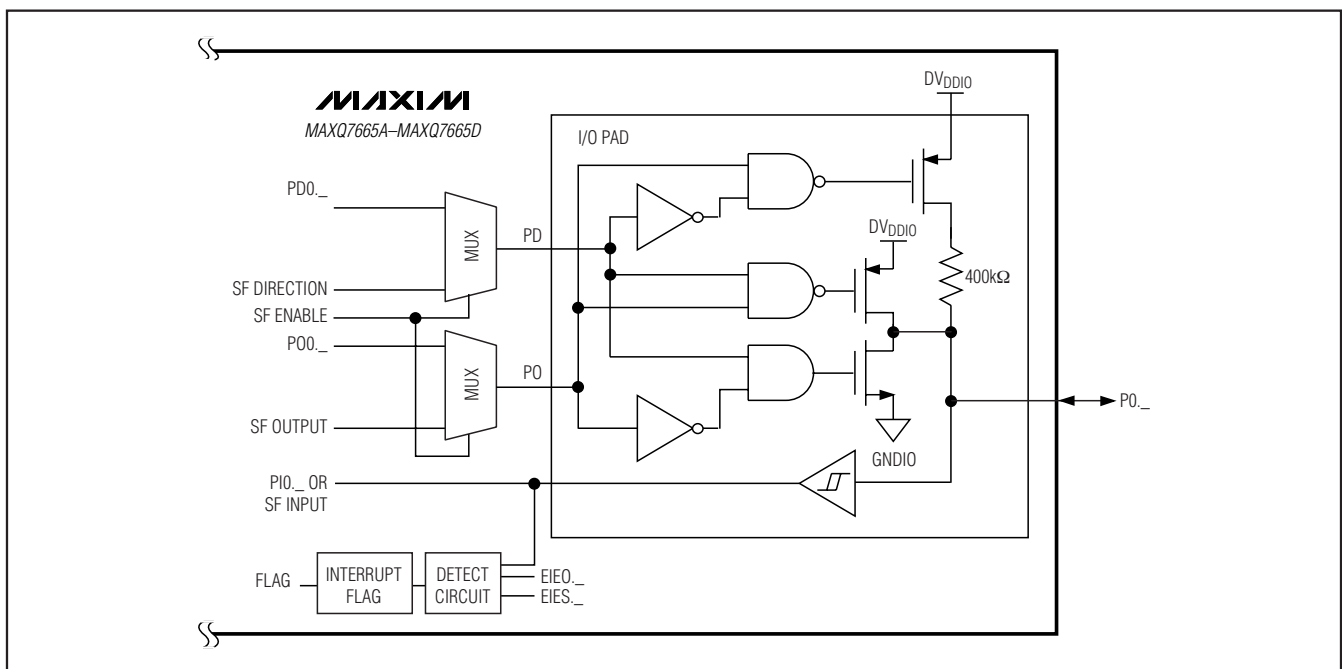 MAXIM
MAXQ7665A–MAXQ7665D
I/O PAD
DVDDIO
PD0._
MUX
PD
SF DIRECTION
SF ENABLE
DVDDIO
400kΩ
PO0._
MUX
PO
SF OUTPUT
P0._
GNDIO
PI0._ OR
SF INPUT
FLAG
INTERRUPT
FLAG
DETECT
CIRCUIT
EIE0._
EIES._